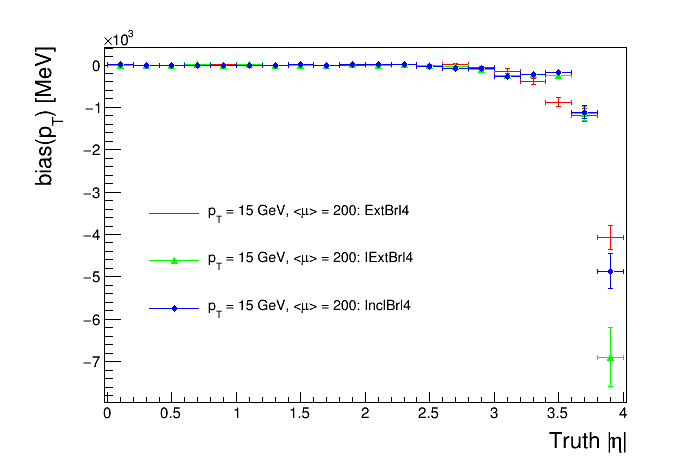 ×10³
bias(p_T) [MeV]
0
−1
−2
−3
−4
−5
−6
−7
p_T = 15 GeV, <μ> = 200: ExtBrl4
p_T = 15 GeV, <μ> = 200: IExtBrl4
p_T = 15 GeV, <μ> = 200: InclBrl4
0 0.5 1 1.5 2 2.5 3 3.5 4
Truth |η|